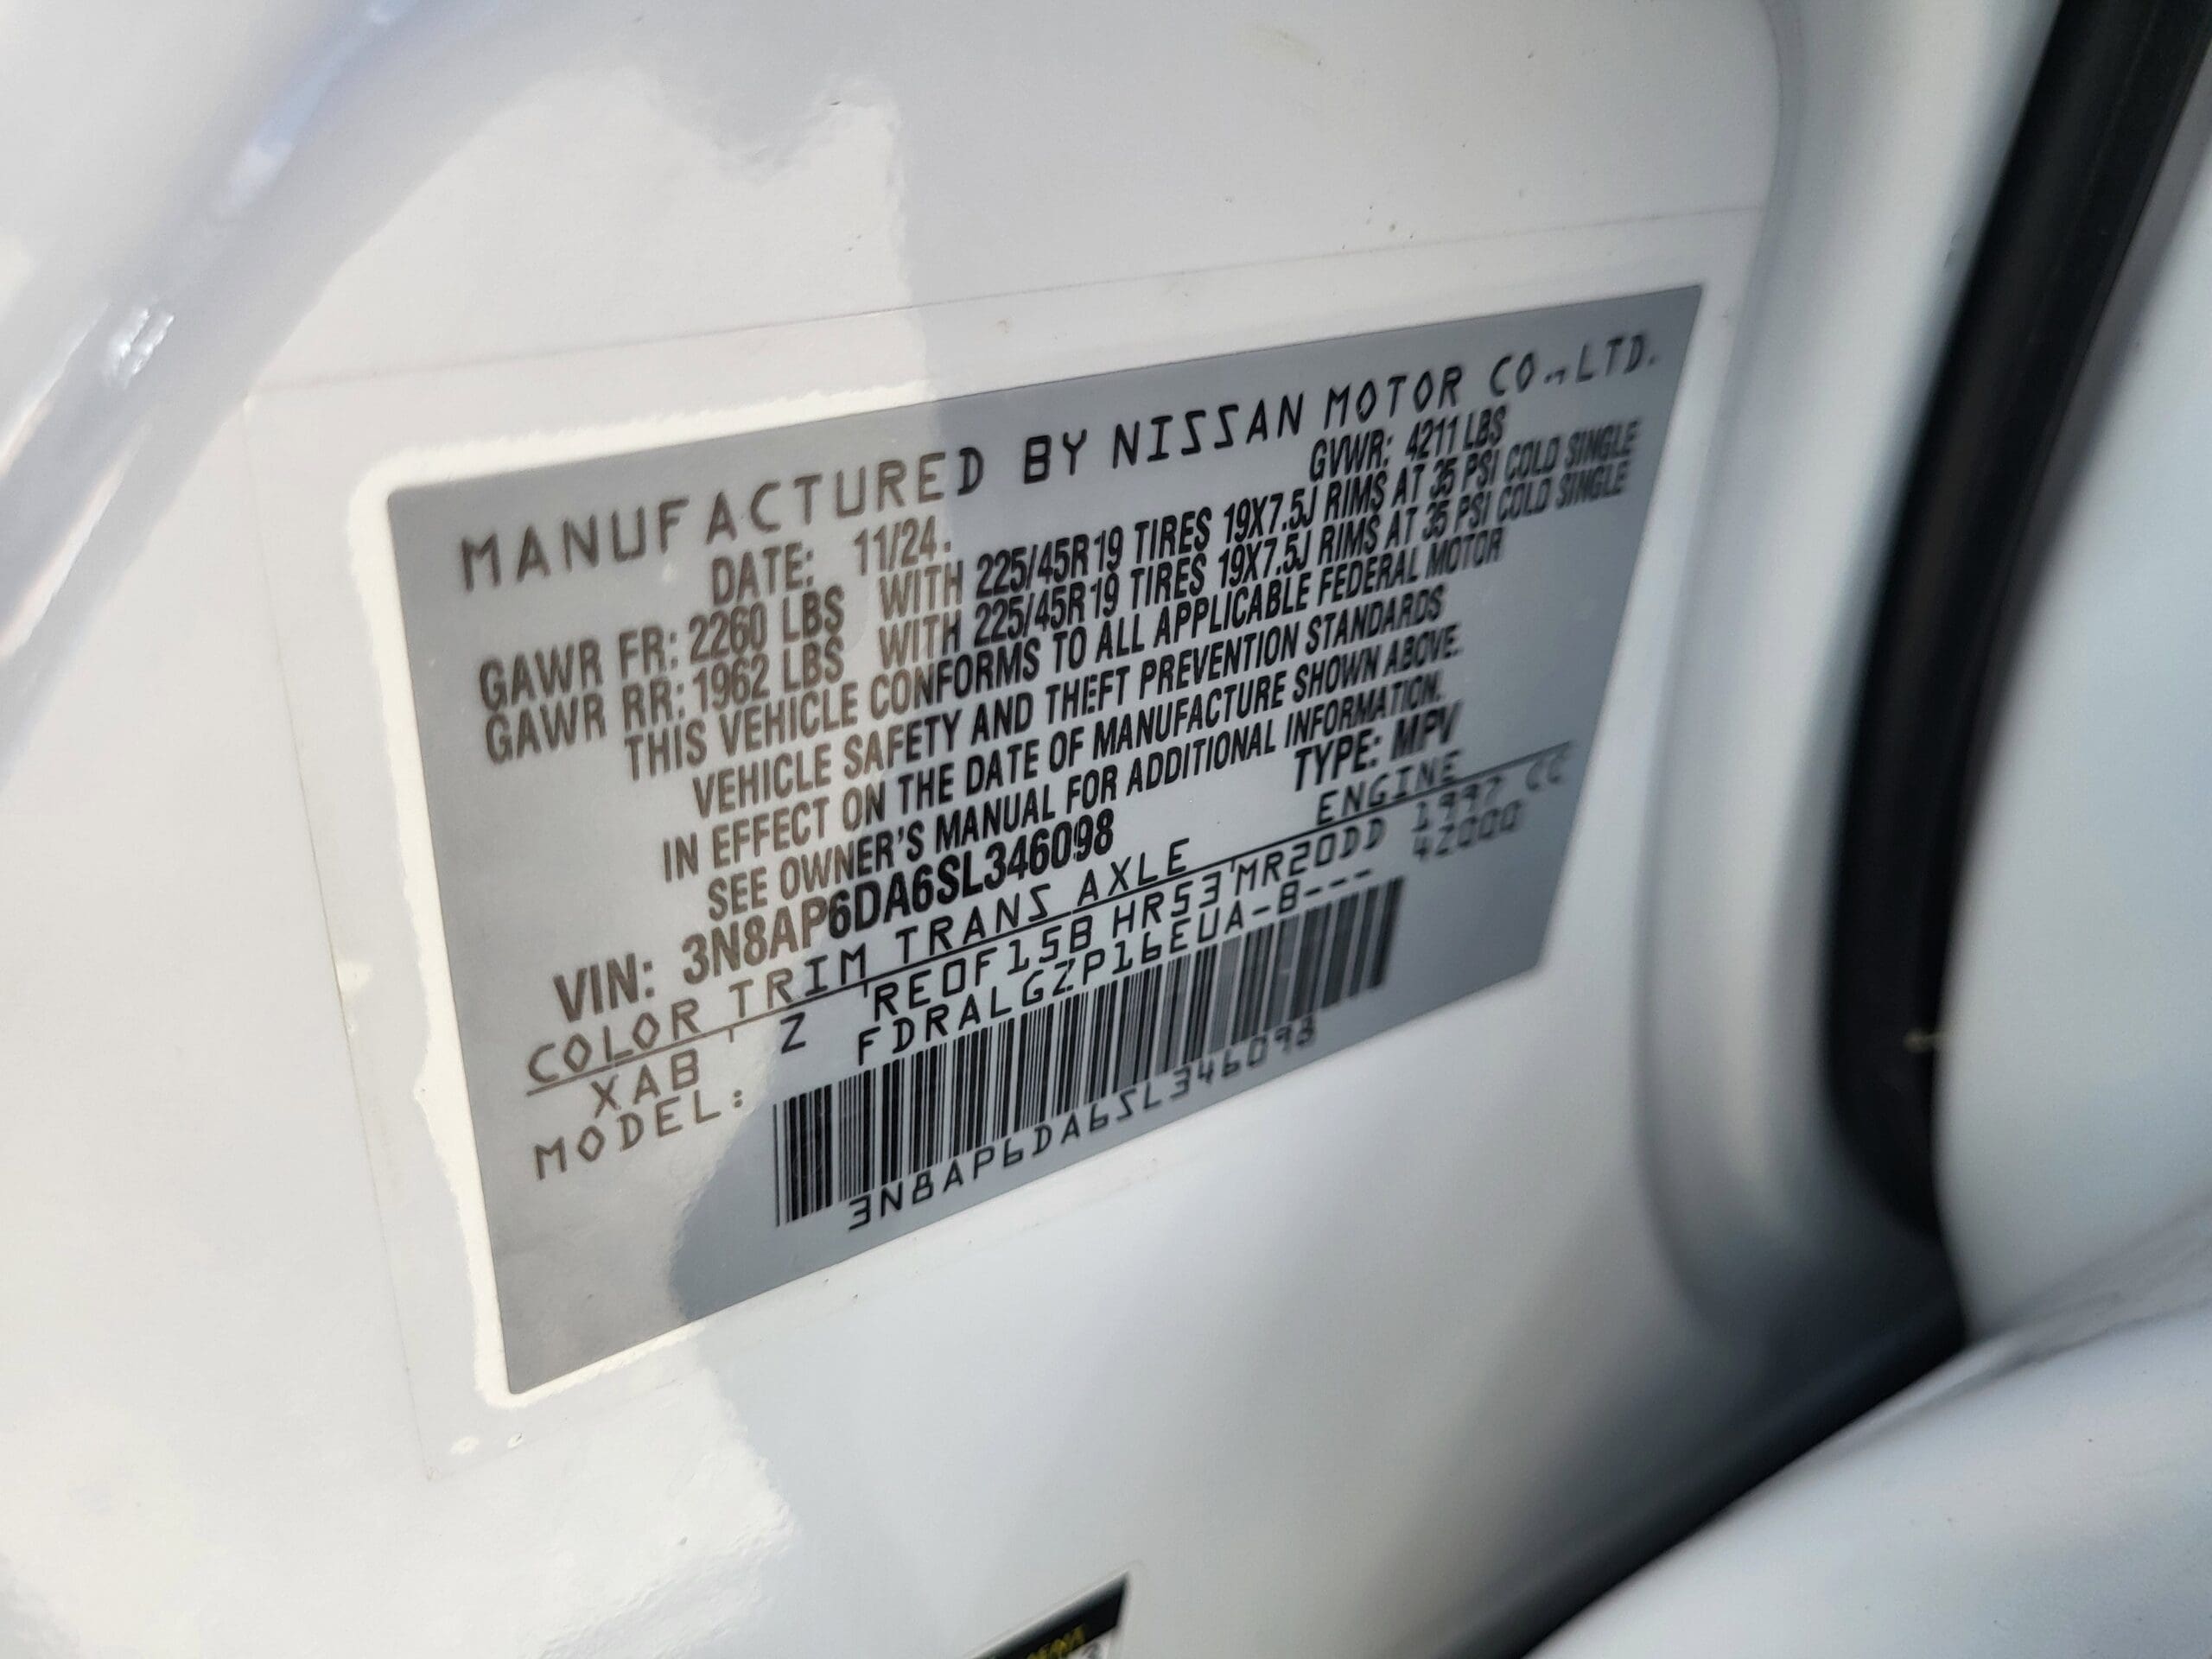 MANUFACTURED BY NISSAN MOTOR CO.,LTD.
DATE: 11/24. GVWR: 4211 LBS
GAWR FR: 2260 LBS WITH 225/45R19 TIRES 19X7.5J RIMS AT 35 PSI COLD SINGLE
GAWR RR: 1962 LBS WITH 225/45R19 TIRES 19X7.5J RIMS AT 35 PSI COLD SINGLE
THIS VEHICLE CONFORMS TO ALL APPLICABLE FEDERAL MOTOR
VEHICLE SAFETY AND THEFT PREVENTION STANDARDS
IN EFFECT ON THE DATE OF MANUFACTURE SHOWN ABOVE.
SEE OWNER'S MANUAL FOR ADDITIONAL INFORMATION.
VIN: 3N8AP6DA6SL346098 TYPE: MPV
COLOR TRIM TRANS AXLE ENGINE
XAB Z RE0F15B HR53 MR20DD 1997 CC
MODEL: FDRALGZP16EUA-B--- 42000
3N8AP6DA6SL346098